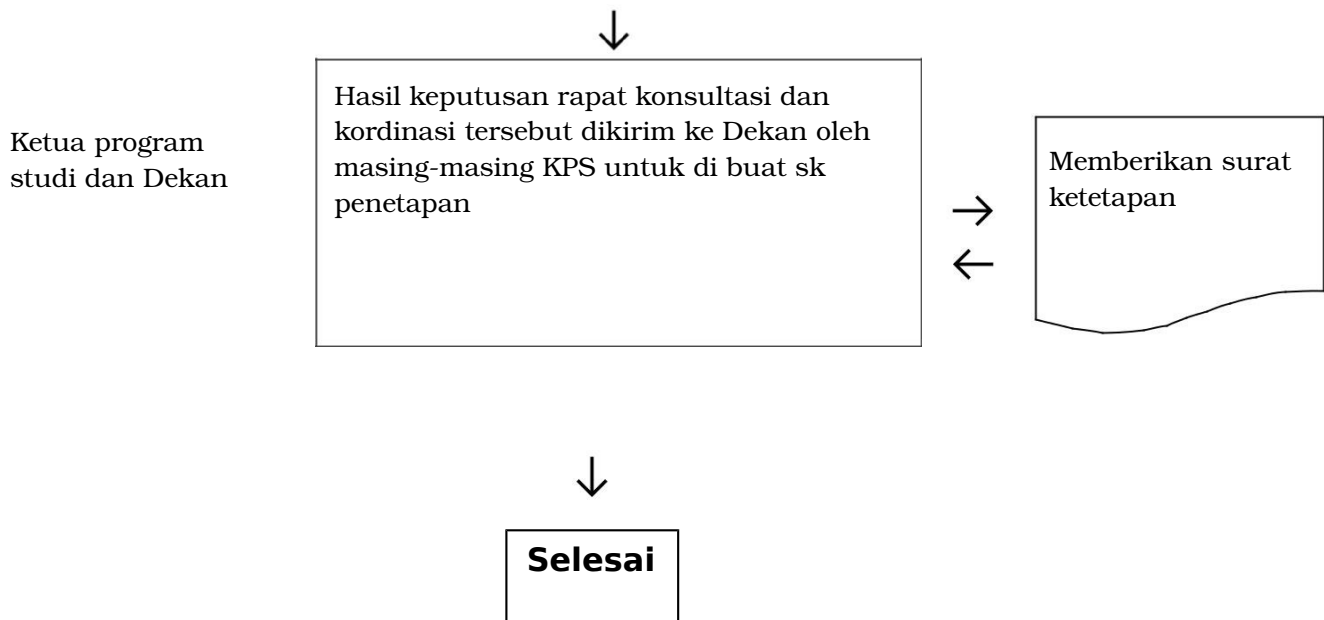 Ketua program
studi dan Dekan
Hasil keputusan rapat konsultasi dan
kordinasi tersebut dikirim ke Dekan oleh
masing-masing KPS untuk di buat sk
penetapan
Memberikan surat
ketetapan
Selesai